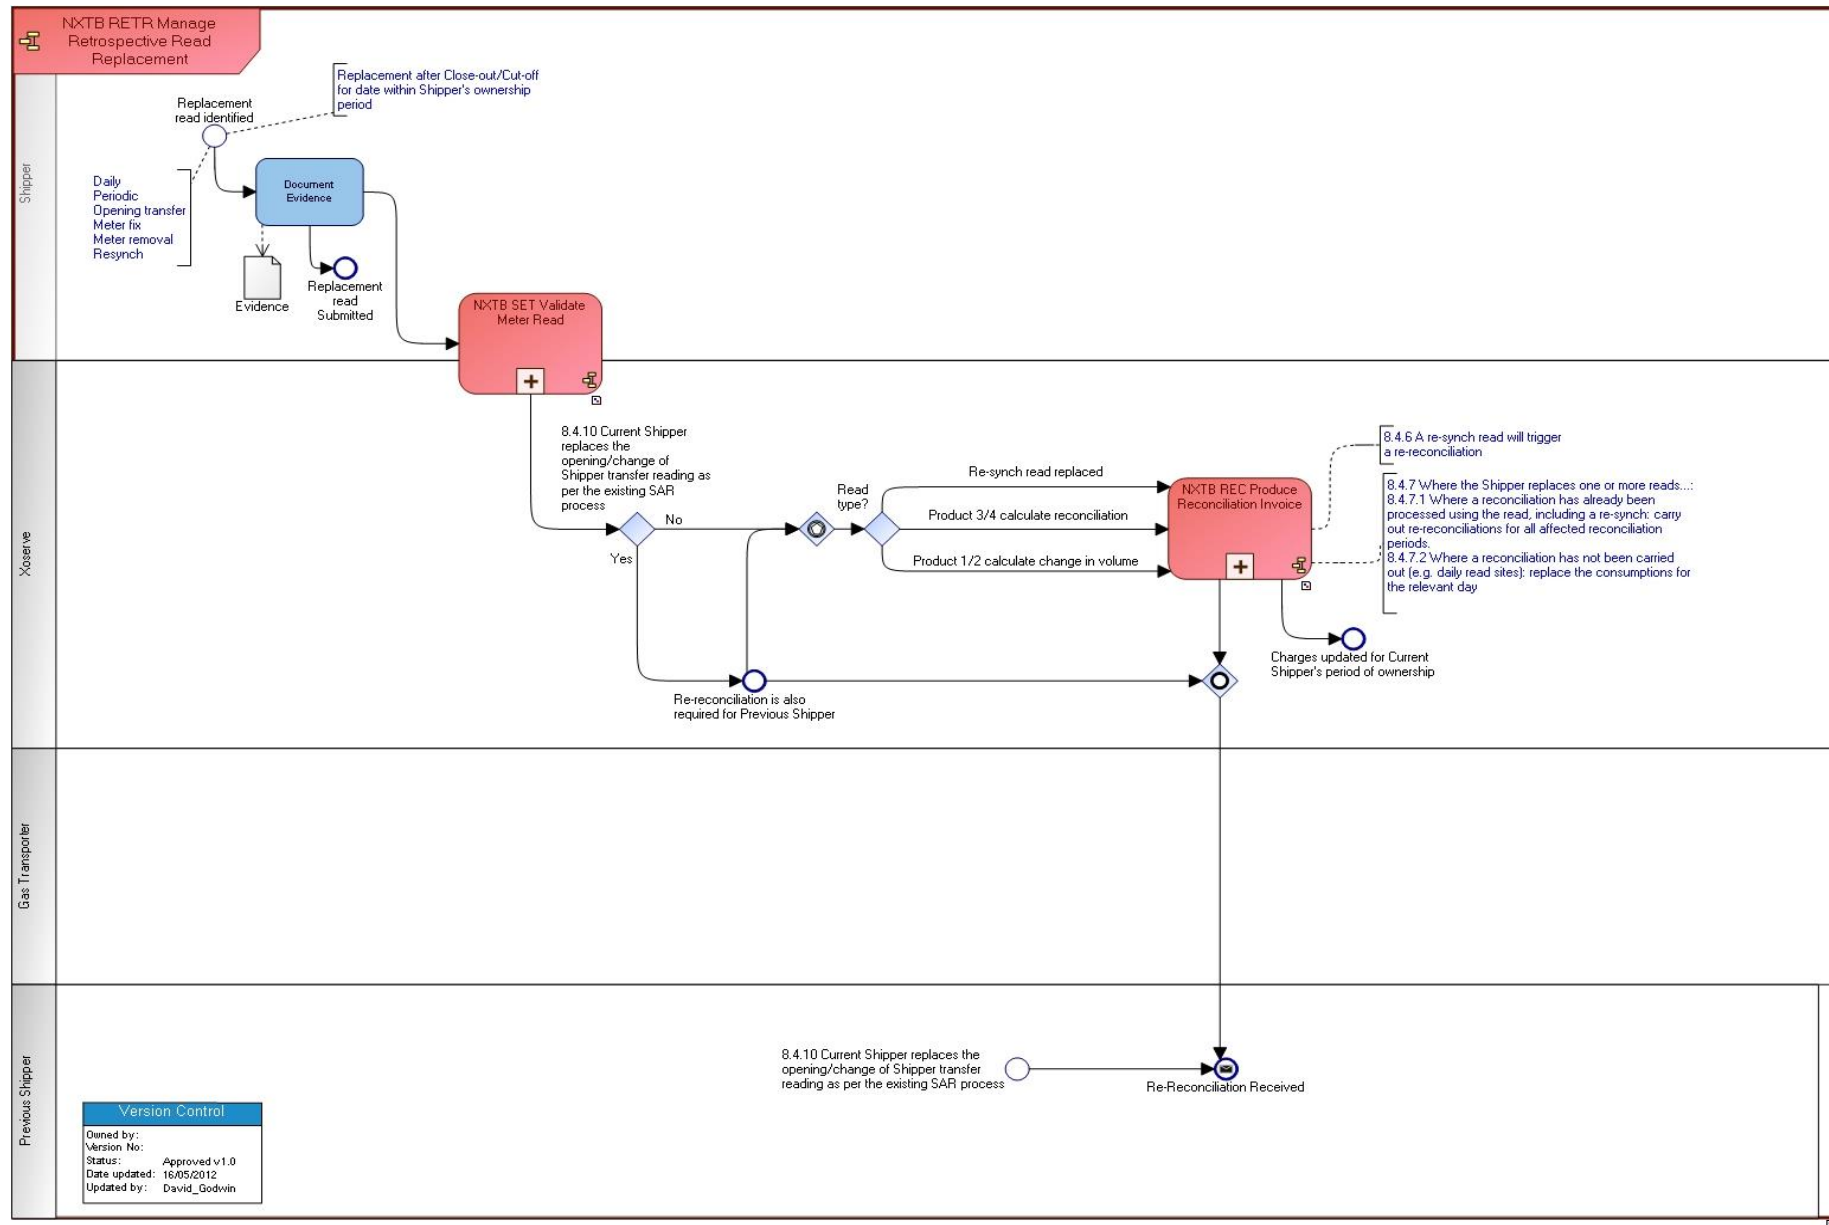 NXTB RETR Manage
Retrospective Read
Replacement
Shipper
Replacement
read identified
Replacement after Close-out/Cut-off
for date within Shipper's ownership
period
Daily
Periodic
Opening transfer
Meter fix
Meter removal
Resynch
Document
Evidence
Evidence
Replacement
read
Submitted
NXTB SET Validate
Meter Read
Xoserve
8.4.10 Current Shipper
replaces the
opening/change of
Shipper transfer reading as
per the existing SAR
process
No
Yes
Read
type?
Re-synch read replaced
Product 3/4 calculate reconciliation
Product 1/2 calculate change in volume
NXTB REC Produce
Reconciliation Invoice
8.4.6 A re-synch read will trigger
a re-reconciliation
8.4.7 Where the Shipper replaces one or more reads...:
8.4.7.1 Where a reconciliation has already been
processed using the read, including a re-synch: carry
out re-reconciliations for all affected reconciliation
periods.
8.4.7.2 Where a reconciliation has not been carried
out (e.g. daily read sites): replace the consumptions for
the relevant day
Charges updated for Current
Shipper's period of ownership
Re-reconciliation is also
required for Previous Shipper
Gas Transporter
Previous Shipper
8.4.10 Current Shipper replaces the
opening/change of Shipper transfer
reading as per the existing SAR process
Re-Reconciliation Received
Version Control
Owned by:
Version No:
Status: Approved v1.0
Date updated: 16/05/2012
Updated by: David_Godwin